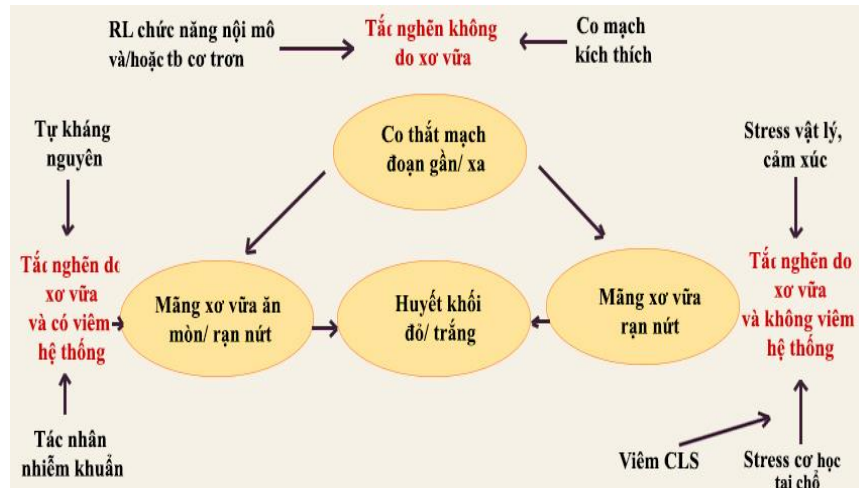 RL chức năng nội mô
và/hoặc tb cơ trơn
Tắc nghẽn không
do xơ vữa
Co mạch
kích thích
Tự kháng
nguyên
Co thắt mạch
đoạn gần/ xa
Stress vật lý,
cảm xúc
Tắc nghẽn do
xơ vữa
và có viêm
hệ thống
Mãng xơ vữa ăn
mòn/ rạn nứt
Huyết khối
đỏ/ trắng
Mãng xơ vữa
rạn nứt
Tắc nghẽn do
xơ vữa
và không viêm
hệ thống
Tác nhân
nhiễm khuẩn
Viêm CLS
Stress cơ học
tại chổ